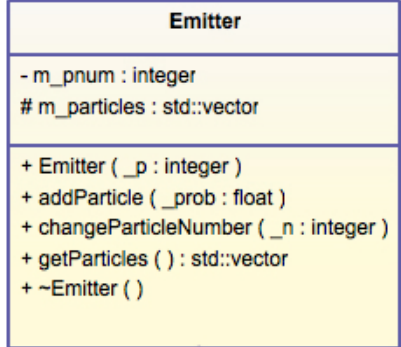 Emitter
- m_pnum : integer
# m_particles : std::vector
+ Emitter ( _p : integer )
+ addParticle ( _prob : float )
+ changeParticleNumber ( _n : integer )
+ getParticles ( ) : std::vector
+ ~Emitter ( )